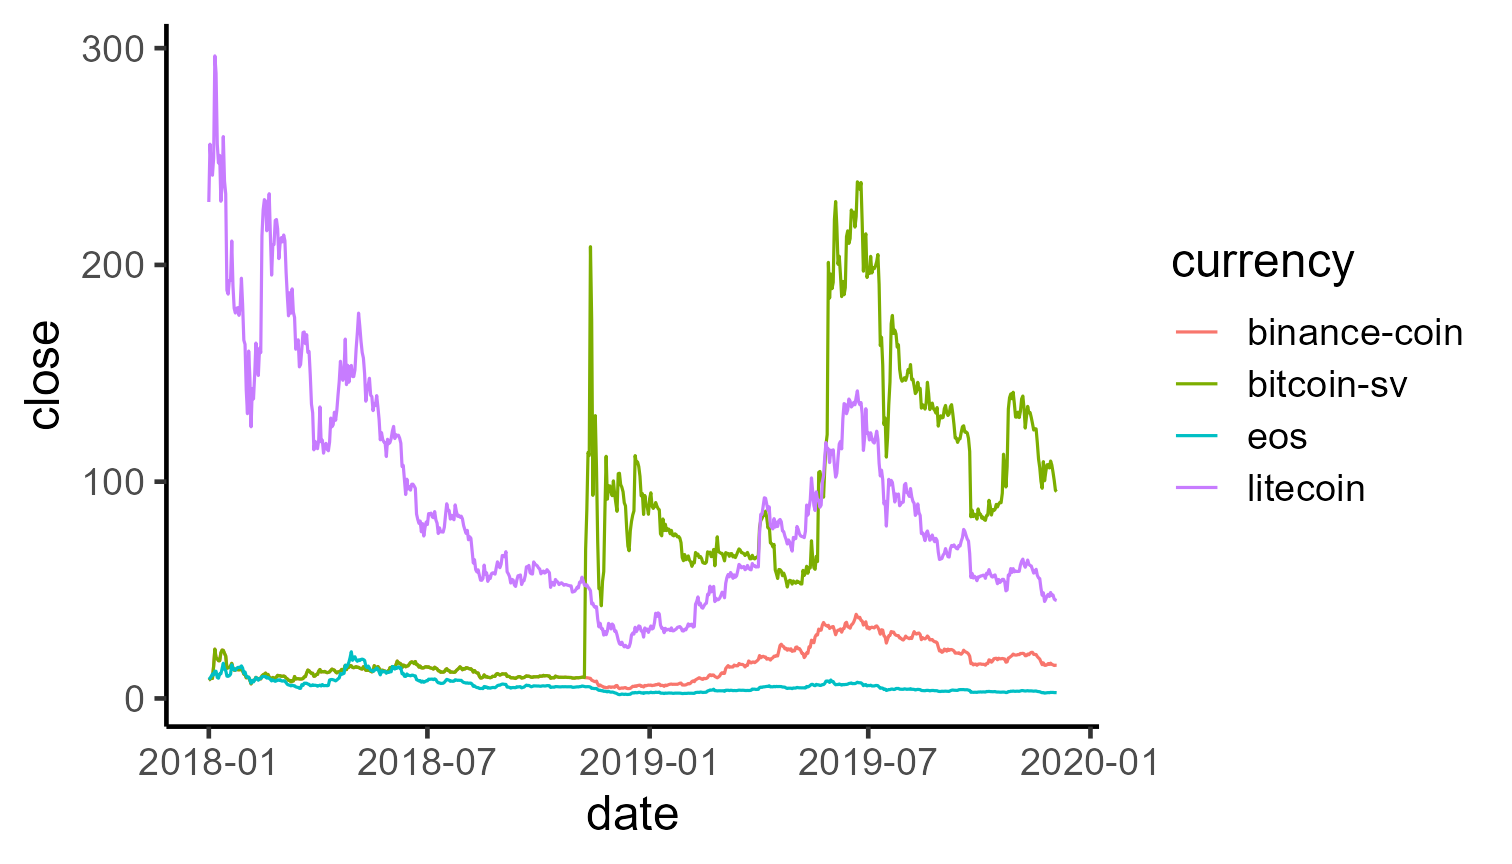 300
200
100
0
close
2018-01
2018-07
2019-01
2019-07
2020-01
date
currency
binance-coin
bitcoin-sv
eos
litecoin